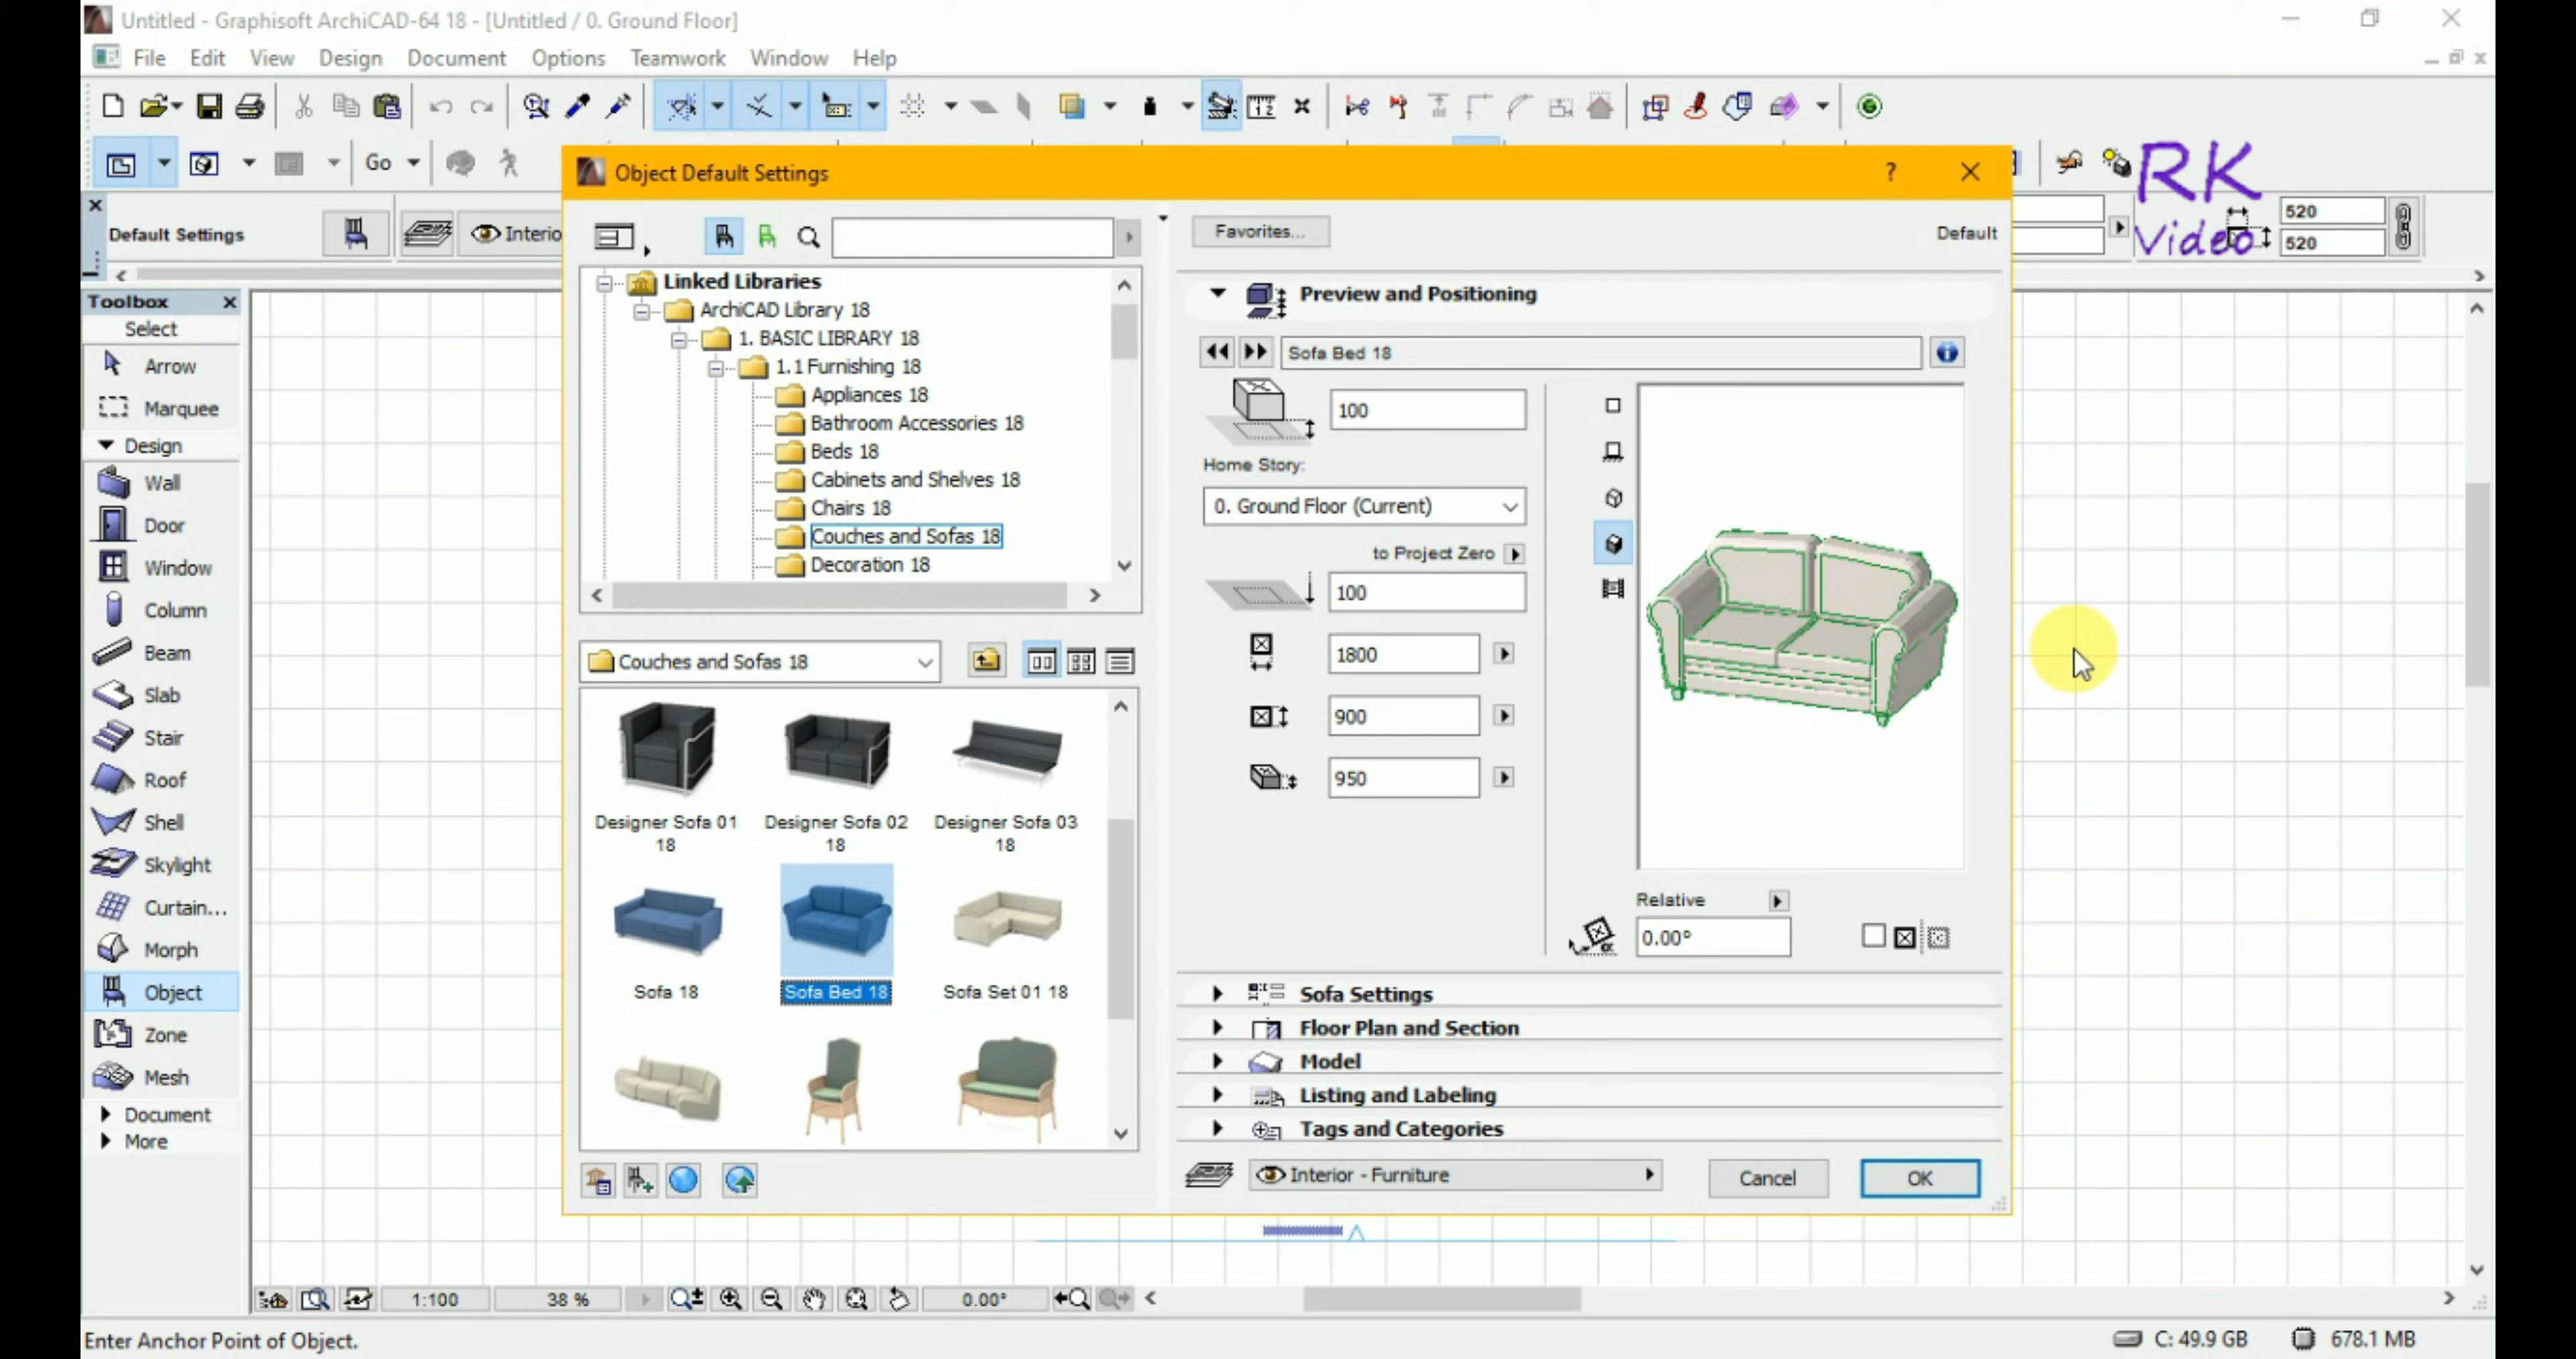 Untitled - Graphisoft ArchiCAD-64 18 - [Untitled / 0. Ground Floor]
File Edit View Design Document Options Teamwork Window Help
Go
RK
Video
Default Settings
Interio
520
520
Object Default Settings
?
Favorites...
Default
Toolbox
Select
Arrow
Marquee
Design
Wall
Door
Window
Column
Beam
Slab
Stair
Roof
Shell
Skylight
Curtain...
Morph
Object
Zone
Mesh
Document
More
Linked Libraries
ArchiCAD Library 18
1. BASIC LIBRARY 18
1.1 Furnishing 18
Appliances 18
Bathroom Accessories 18
Beds 18
Cabinets and Shelves 18
Chairs 18
Couches and Sofas 18
Decoration 18
Couches and Sofas 18
Designer Sofa 01 18
Designer Sofa 02 18
Designer Sofa 03 18
Sofa 18
Sofa Bed 18
Sofa Set 01 18
Preview and Positioning
Sofa Bed 18
100
Home Story:
0. Ground Floor (Current)
to Project Zero
100
1800
900
950
Relative
0.00°
Sofa Settings
Floor Plan and Section
Model
Listing and Labeling
Tags and Categories
Interior - Furniture
Cancel
OK
1:100
38 %
0.00°
Enter Anchor Point of Object.
C: 49.9 GB
678.1 MB